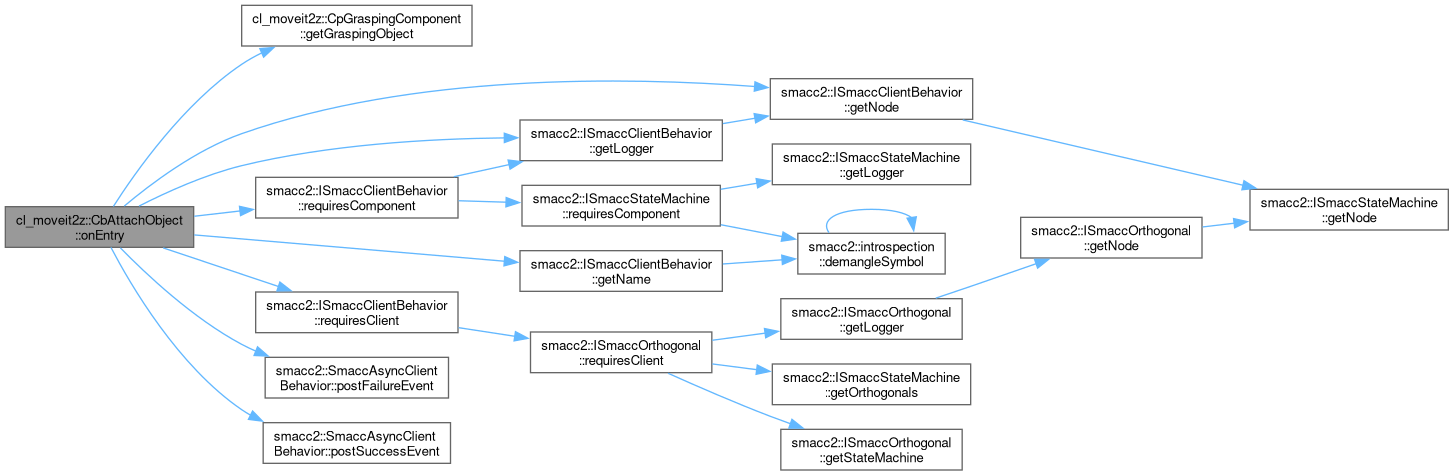 cl_moveit2z::CpGraspingComponent
::getGraspingObject
smacc2::ISmaccClientBehavior
::getNode
smacc2::ISmaccClientBehavior
::getLogger
smacc2::ISmaccStateMachine
::getLogger
smacc2::ISmaccClientBehavior
::requiresComponent
smacc2::ISmaccStateMachine
::requiresComponent
smacc2::ISmaccStateMachine
::getNode
cl_moveit2z::CbAttachObject
::onEntry
smacc2::ISmaccOrthogonal
::getNode
smacc2::introspection
::demangleSymbol
smacc2::ISmaccClientBehavior
::getName
smacc2::ISmaccClientBehavior
::requiresClient
smacc2::ISmaccOrthogonal
::getLogger
smacc2::ISmaccOrthogonal
::requiresClient
smacc2::SmaccAsyncClient
Behavior::postFailureEvent
smacc2::ISmaccStateMachine
::getOrthogonals
smacc2::SmaccAsyncClient
Behavior::postSuccessEvent
smacc2::ISmaccOrthogonal
::getStateMachine